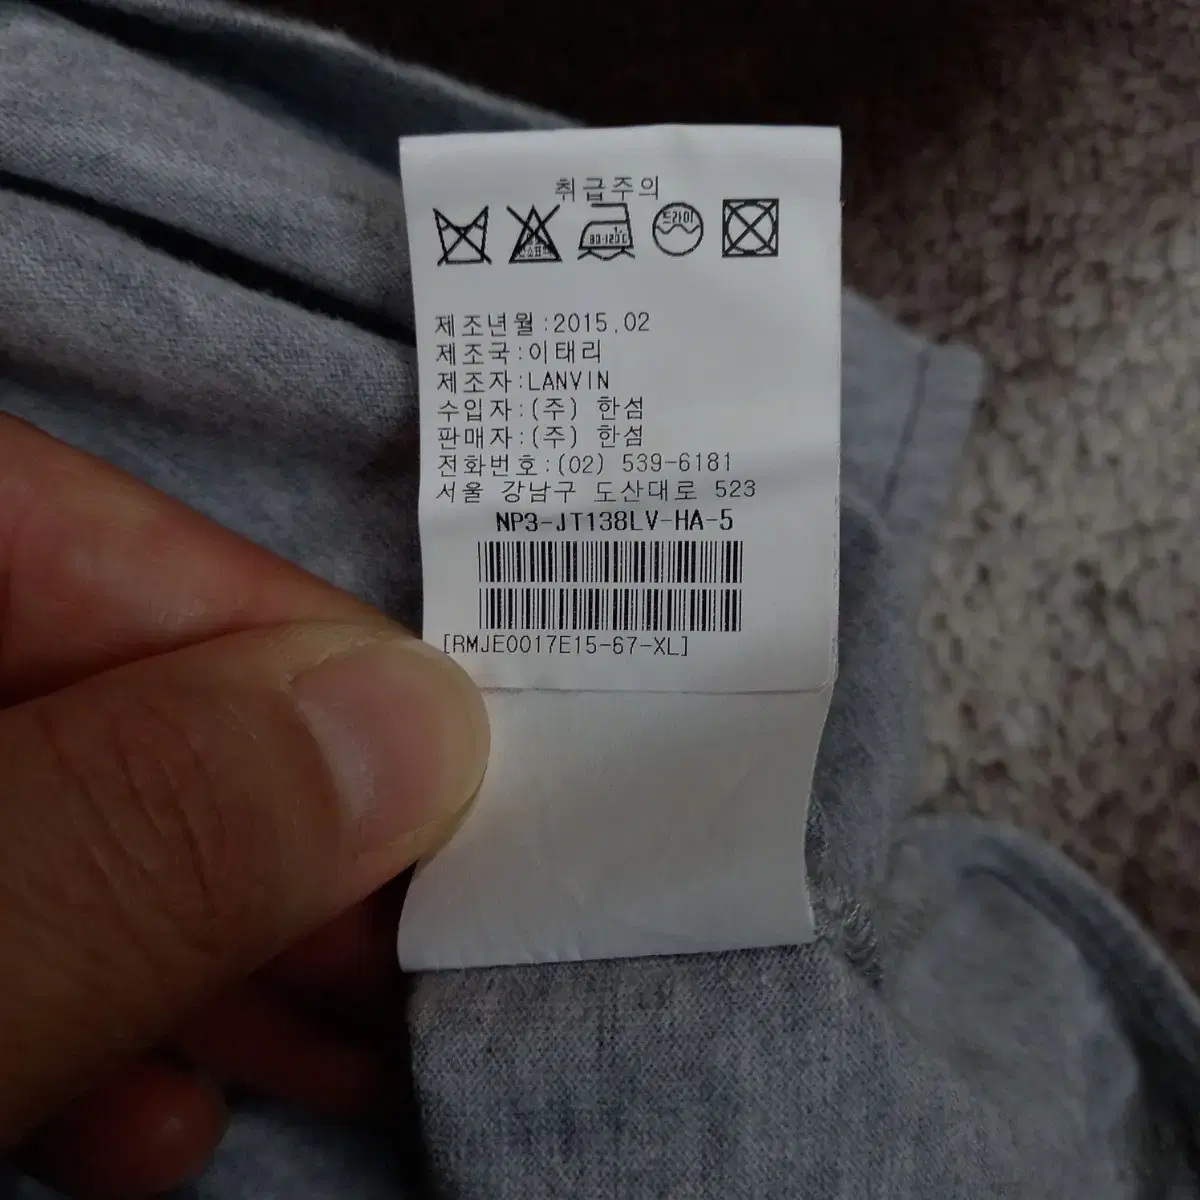 취급주의
드라이
제조년월:2015.02
제조국:이태리
제조자:LANVIN
수입자:(주) 한섬
판매자:(주) 한섬
전화번호:(02) 539-6181
서울 강남구 도산대로 523
NP3-JT138LV-HA-5
[RMJE0017E15-67-XL]